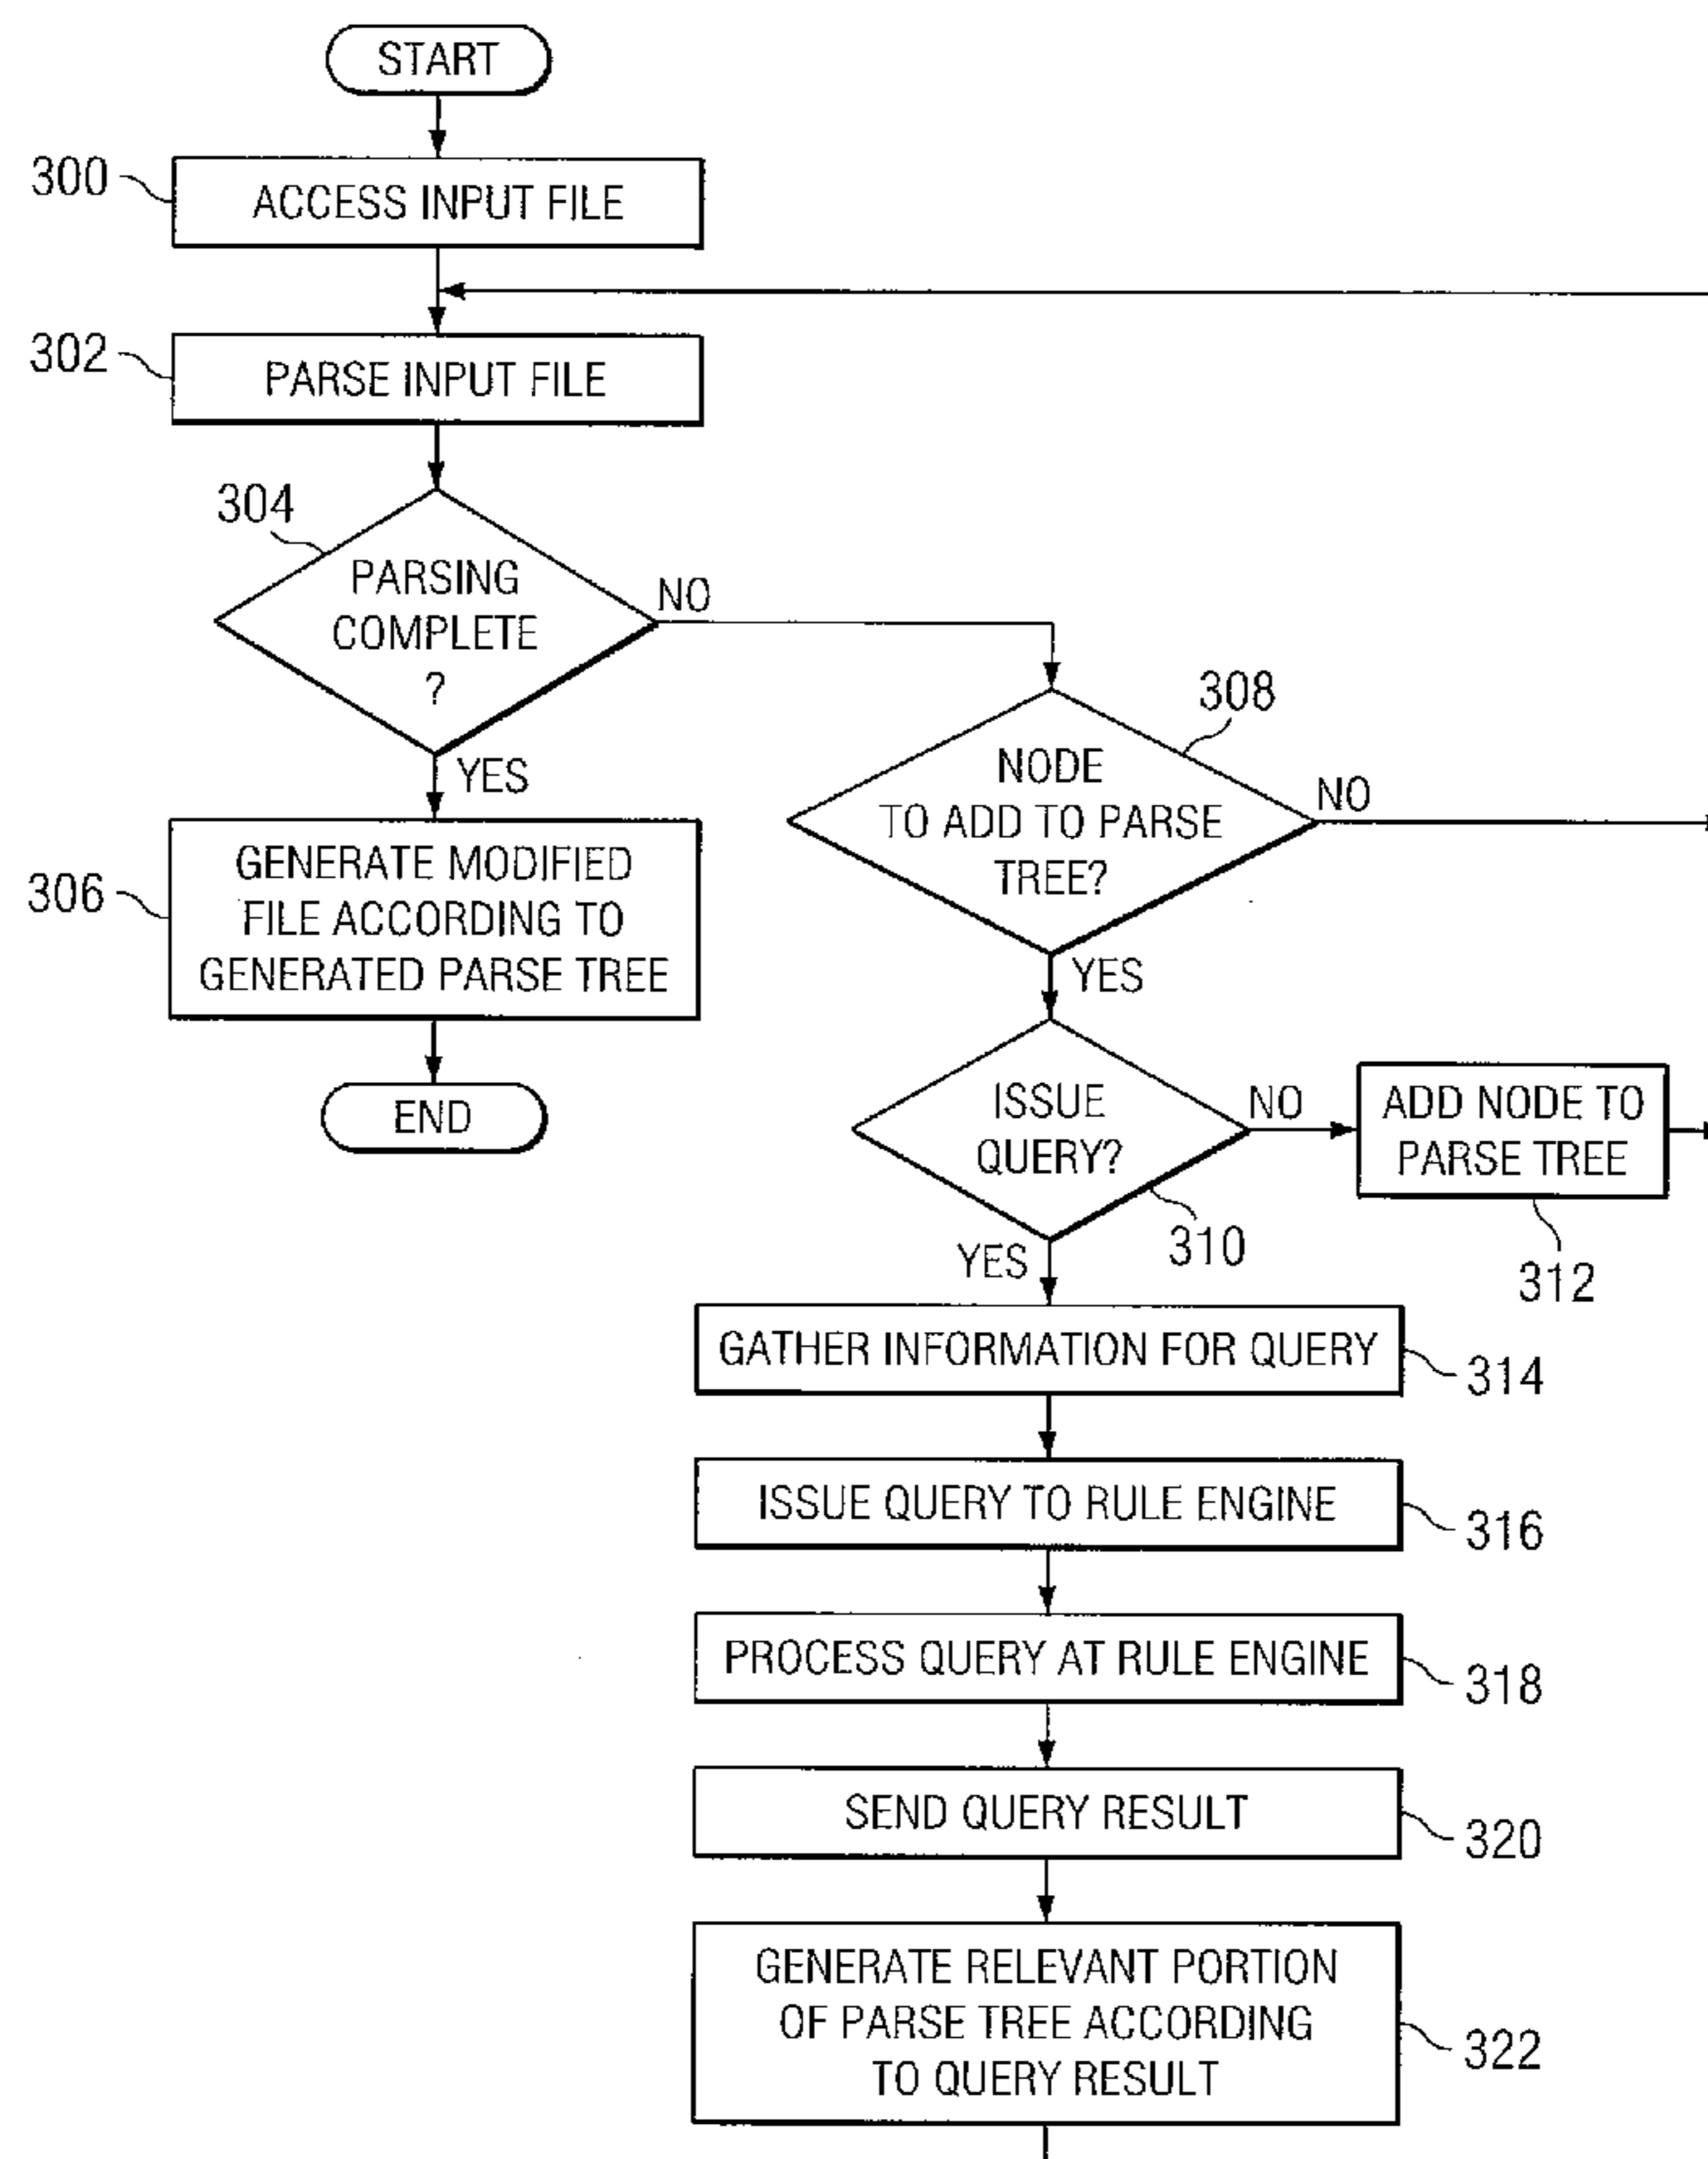 START
300
ACCESS INPUT FILE
302
PARSE INPUT FILE
304
PARSING
COMPLETE
?
NO
YES
306
GENERATE MODIFIED
FILE ACCORDING TO
GENERATED PARSE TREE
END
308
NODE
TO ADD TO PARSE
TREE?
NO
YES
ISSUE
QUERY?
NO
310
YES
ADD NODE TO
PARSE TREE
312
GATHER INFORMATION FOR QUERY
314
ISSUE QUERY TO RULE ENGINE
316
PROCESS QUERY AT RULE ENGINE
318
SEND QUERY RESULT
320
GENERATE RELEVANT PORTION
OF PARSE TREE ACCORDING
TO QUERY RESULT
322